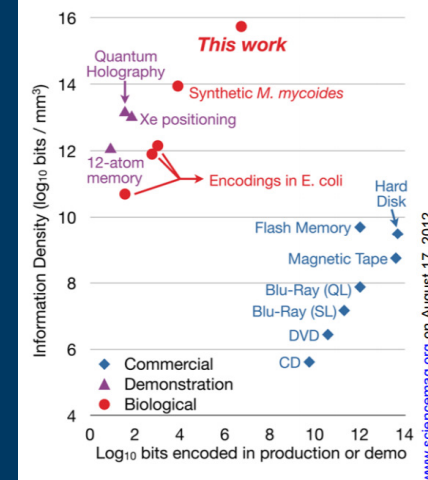 16
This work
Quantum
Holography
14
Synthetic M. mycoides
Xe positioning
12
12-atom
memory
Encodings in E. coli
Hard
Disk
10
Flash Memory
Magnetic Tape
8
Blu-Ray (QL)
Blu-Ray (SL)
DVD
6
CD
Commercial
Demonstration
Biological
4
0 2 4 6 8 10 12 14
Log10 bits encoded in production or demo
Information Density (log10 bits / mm³)
www.sciencemag.org on August 17, 2012